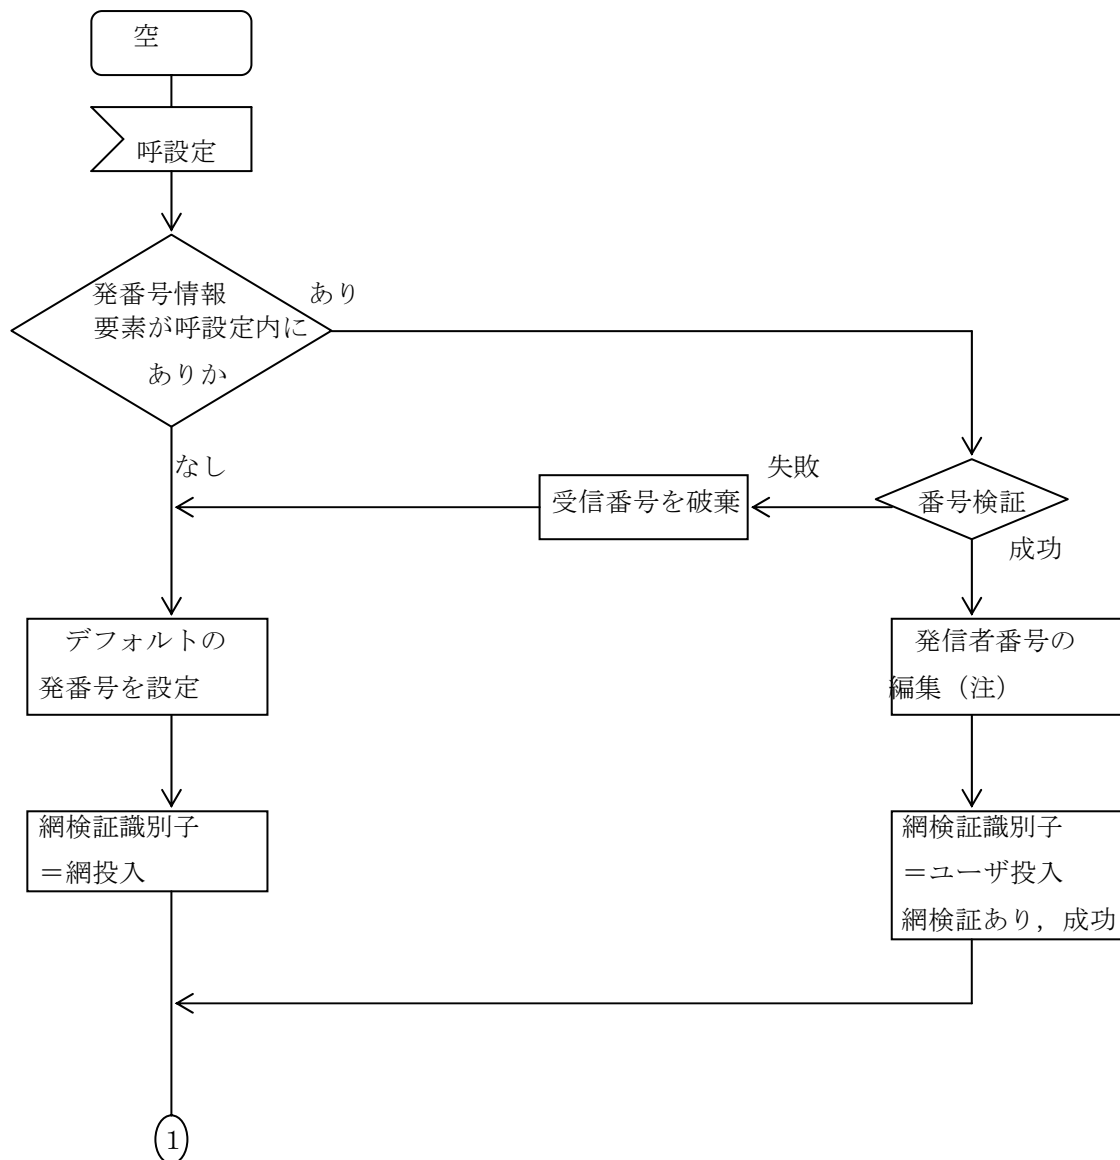 空
呼設定
発番号情報
要素が呼設定内に
ありか
あり
なし
失敗
受信番号を破棄
番号検証
成功
デフォルトの
発番号を設定
発信者番号の
編集（注）
網検証識別子
＝網投入
網検証識別子
＝ユーザ投入
網検証あり，成功
1